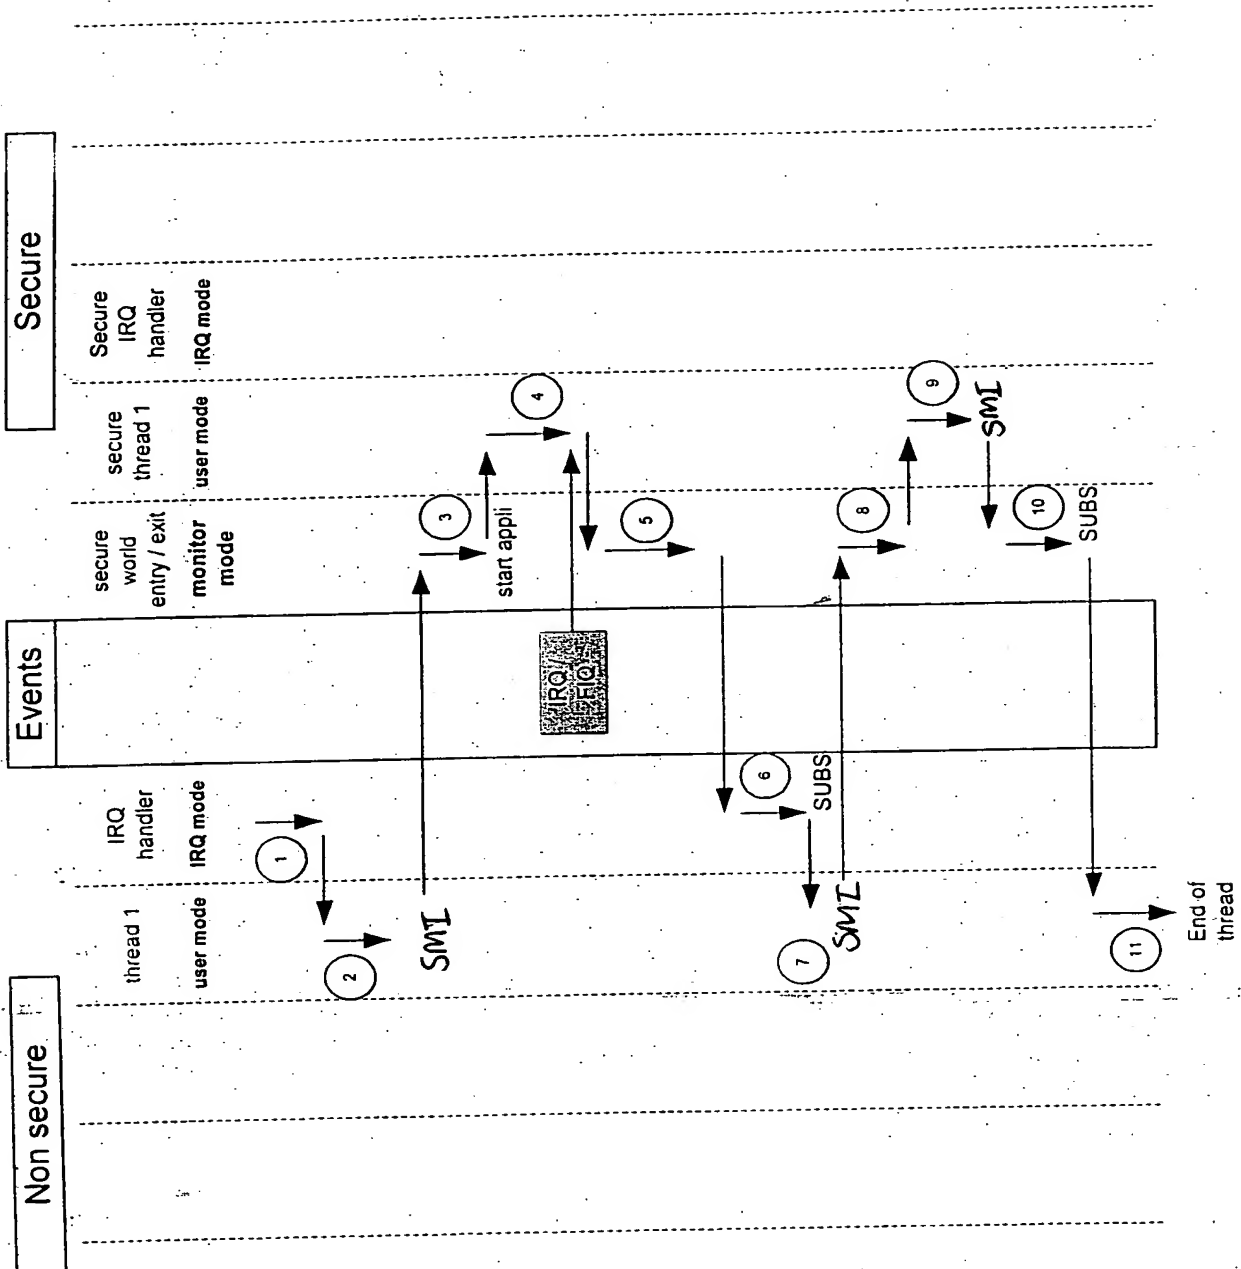 Non secure
Events
Secure
thread 1
user mode
IRQ
handler
IRQ mode
secure
world
entry / exit
monitor
mode
secure
thread 1
user mode
Secure
IRQ
handler
IRQ mode
1
2
SMI
3
start appli
4
IRQ /
FIQ
5
6
SUBS
7
SMI
8
9
SMI
10
SUBS
11
End of
thread